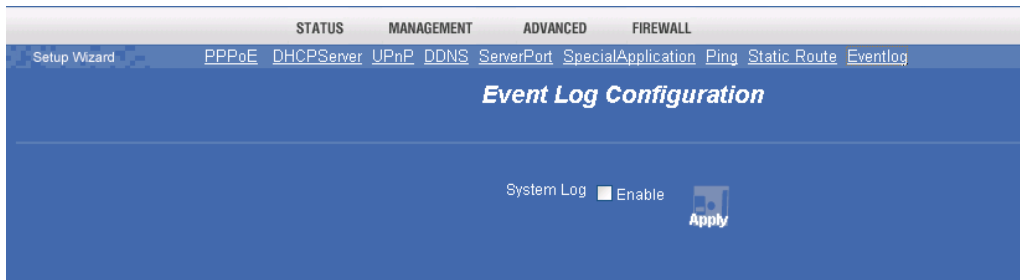 STATUS MANAGEMENT ADVANCED FIREWALL
Setup Wizard PPPoE DHCPServer UPnP DDNS ServerPort SpecialApplication Ping Static Route Eventlog
Event Log Configuration
System Log Enable
Apply